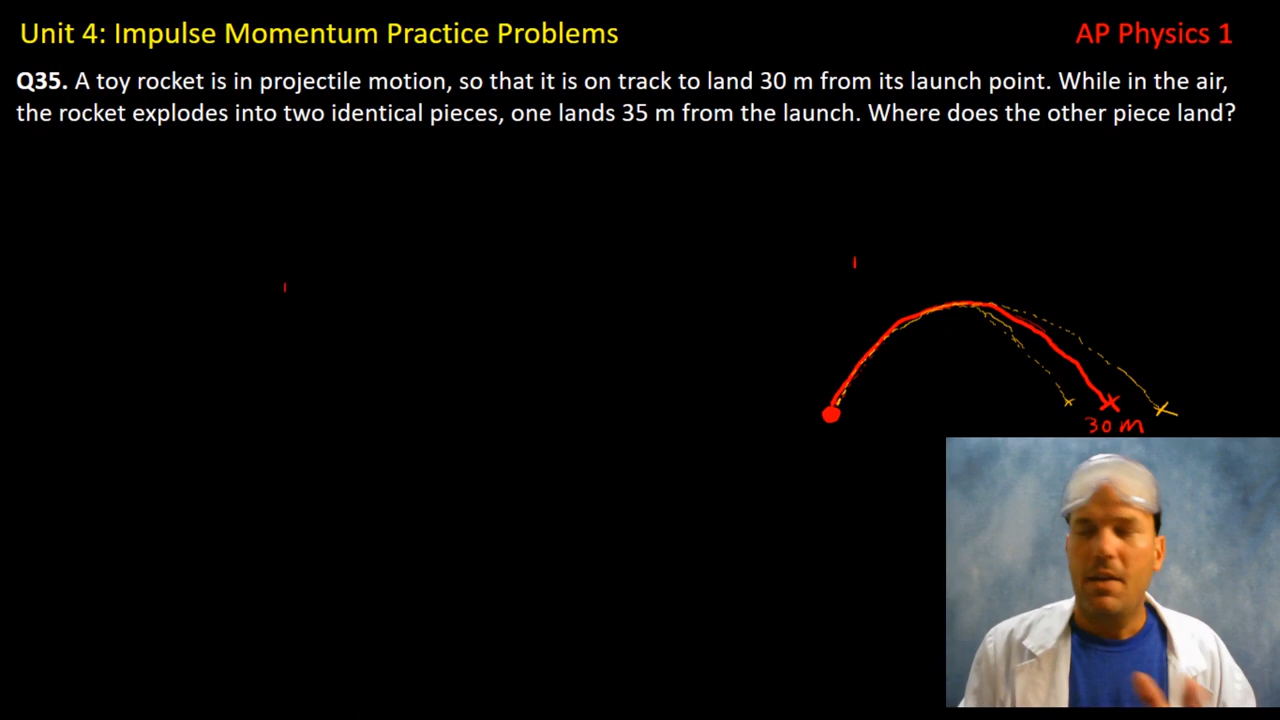 Unit 4: Impulse Momentum Practice Problems
AP Physics 1
Q35. A toy rocket is in projectile motion, so that it is on track to land 30 m from its launch point. While in the air,
the rocket explodes into two identical pieces, one lands 35 m from the launch. Where does the other piece land?
30 m